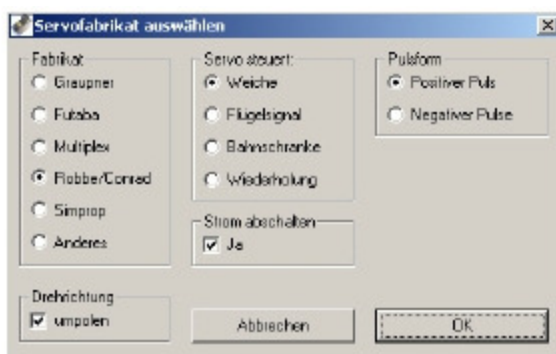 Servofabrikat auswählen
Fabrikat
Graupner
Futaba
Multiplex
Robbe/Conrad
Simprop
Anderes
Drehrichtung
umpolen
Servo steuert:
Weiche
Flügelsignal
Bahnschranke
Wiederholung
Strom abschalten
Ja
Abbrechen
Pulsform
Positiver Puls
Negativer Pulse
OK